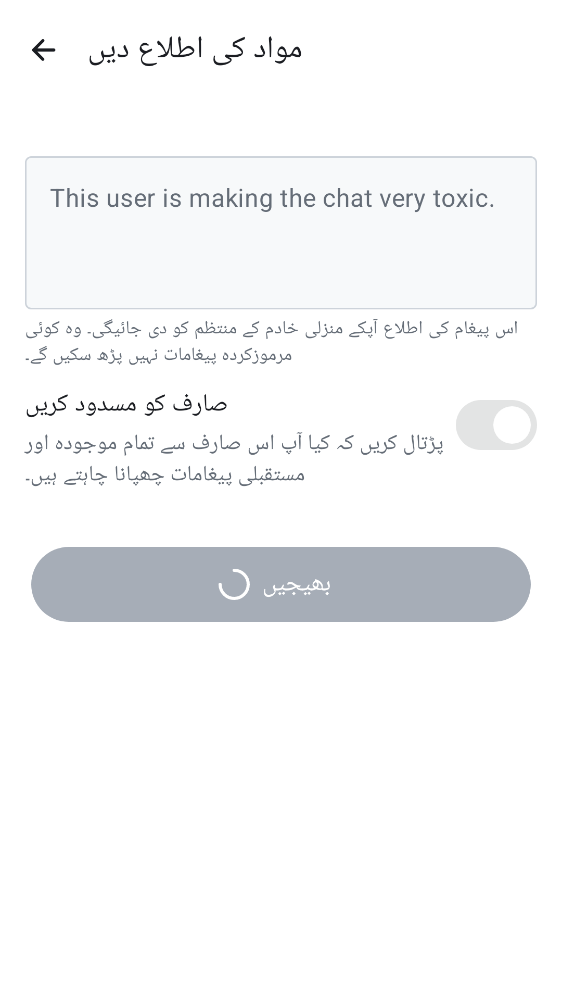 مواد کی اطلاع دیں
This user is making the chat very toxic.
اس پیغام کی اطلاع آپکے منزلی خادم کے منتظم کو دی جائیگی۔ وہ کوئی
مرموزکردہ پیغامات نہیں پڑھ سکیں گے۔
صارف کو مسدود کریں
پڑتال کریں کہ کیا آپ اس صارف سے تمام موجودہ اور
مستقبلی پیغامات چھپانا چاہتے ہیں۔
بھیجیں